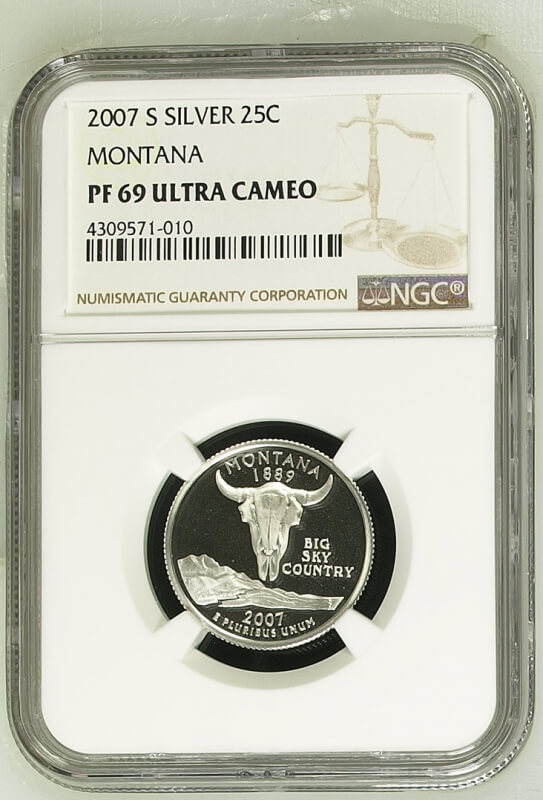 2007 S SILVER 25C
MONTANA
PF 69 ULTRA CAMEO
4309571-010
NUMISMATIC GUARANTY CORPORATION
NGC®
MONTANA
1889
BIG
SKY
COUNTRY
2007
E PLURIBUS UNUM